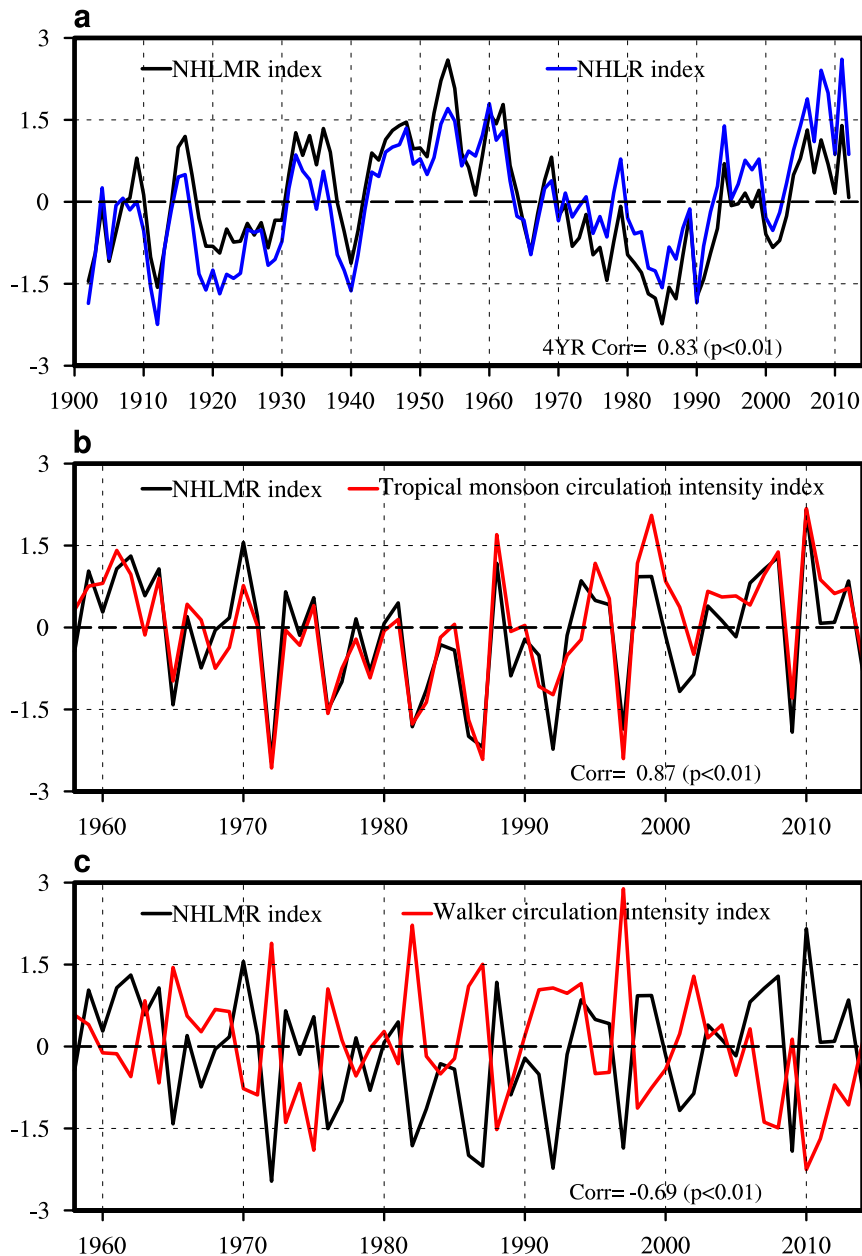 a
3
NHLMR index NHLR index
1.5
0
-1.5
4YR Corr= 0.83 (p<0.01)
-3
1900 1910 1920 1930 1940 1950 1960 1970 1980 1990 2000 2010
b
3
NHLMR index Tropical monsoon circulation intensity index
1.5
0
-1.5
Corr= 0.87 (p<0.01)
-3
1960 1970 1980 1990 2000 2010
c
3
NHLMR index Walker circulation intensity index
1.5
0
-1.5
Corr= -0.69 (p<0.01)
-3
1960 1970 1980 1990 2000 2010